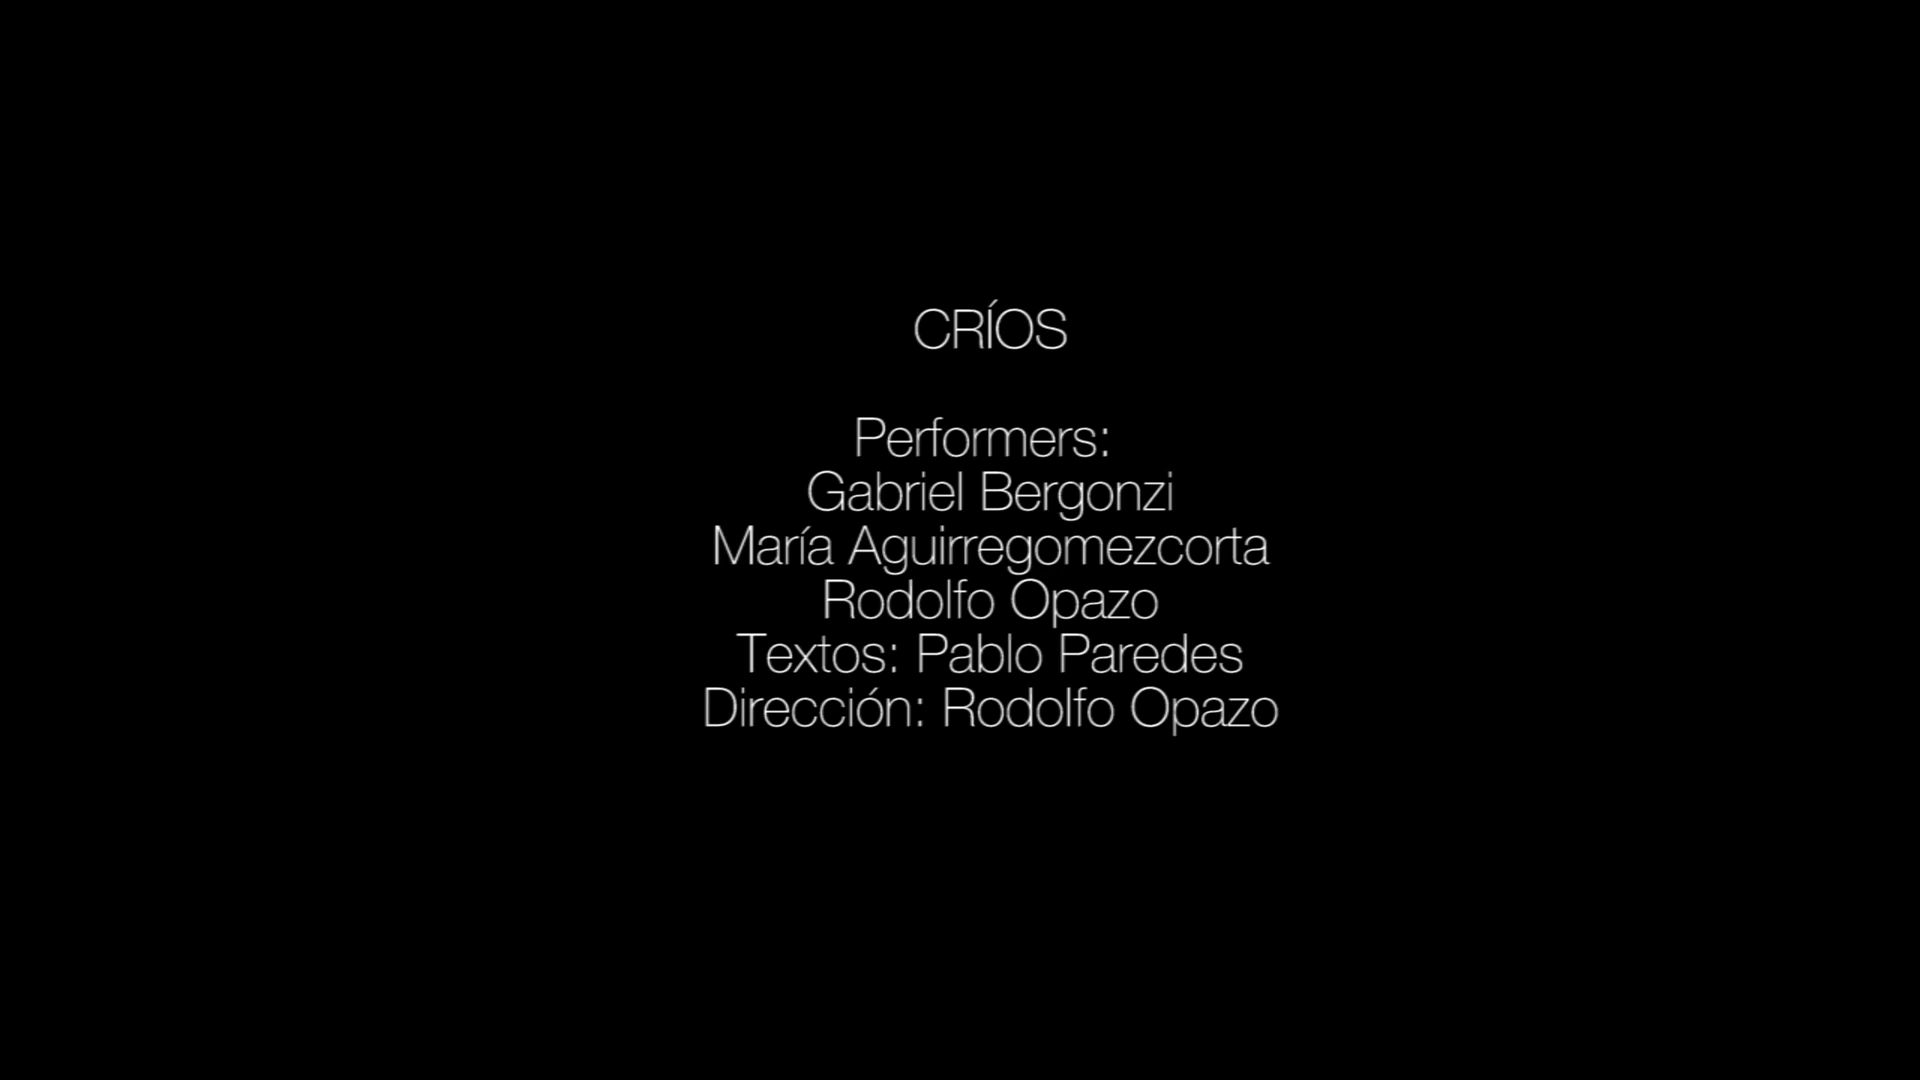 CRÍOS
Performers:
Gabriel Bergonzi
María Aguirregomezcorta
Rodolfo Opazo
Textos: Pablo Paredes
Dirección: Rodolfo Opazo